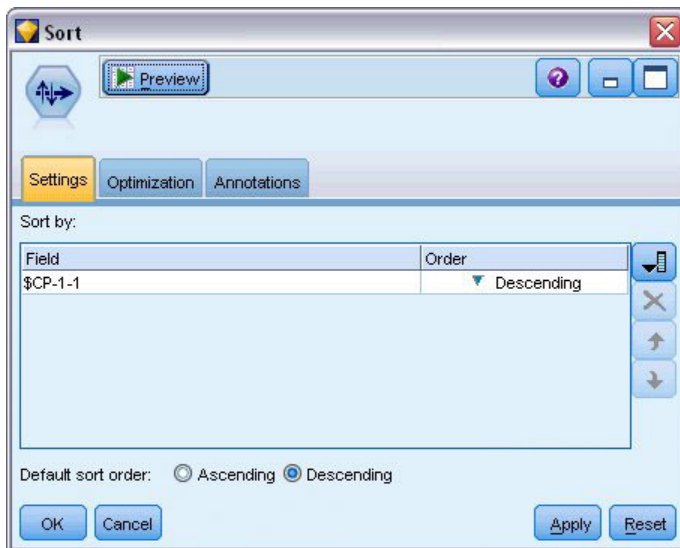 Sort
Preview
Settings Optimization Annotations
Sort by:
Field Order
$CP-1-1 Descending
Default sort order: Ascending Descending
OK Cancel Apply Reset